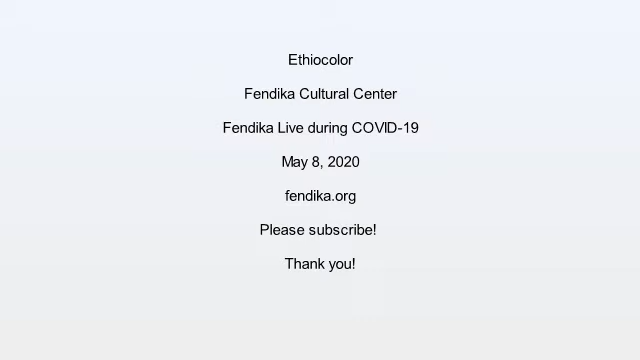 Ethiocolor
Fendika Cultural Center
Fendika Live during COVID-19
May 8, 2020
fendika.org
Please subscribe!
Thank you!